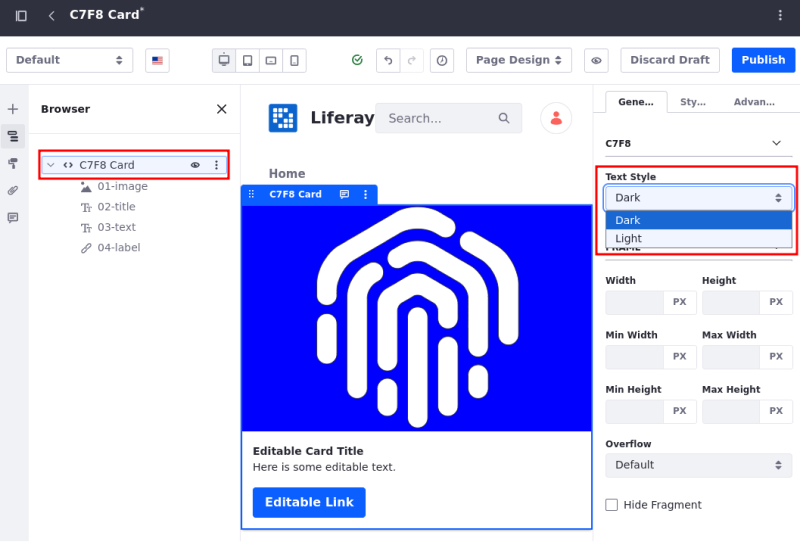 C7F8 Card*
Default
Page Design
Discard Draft
Publish
Browser
C7F8 Card
01-image
02-title
03-text
04-label
Liferay
Search...
Home
C7F8 Card
Editable Card Title
Here is some editable text.
Editable Link
Gene...
Sty...
Advan...
C7F8
Text Style
Dark
Dark
Light
FRAME
Width
Height
PX
PX
Min Width
Max Width
PX
PX
Min Height
Max Height
PX
PX
Overflow
Default
Hide Fragment